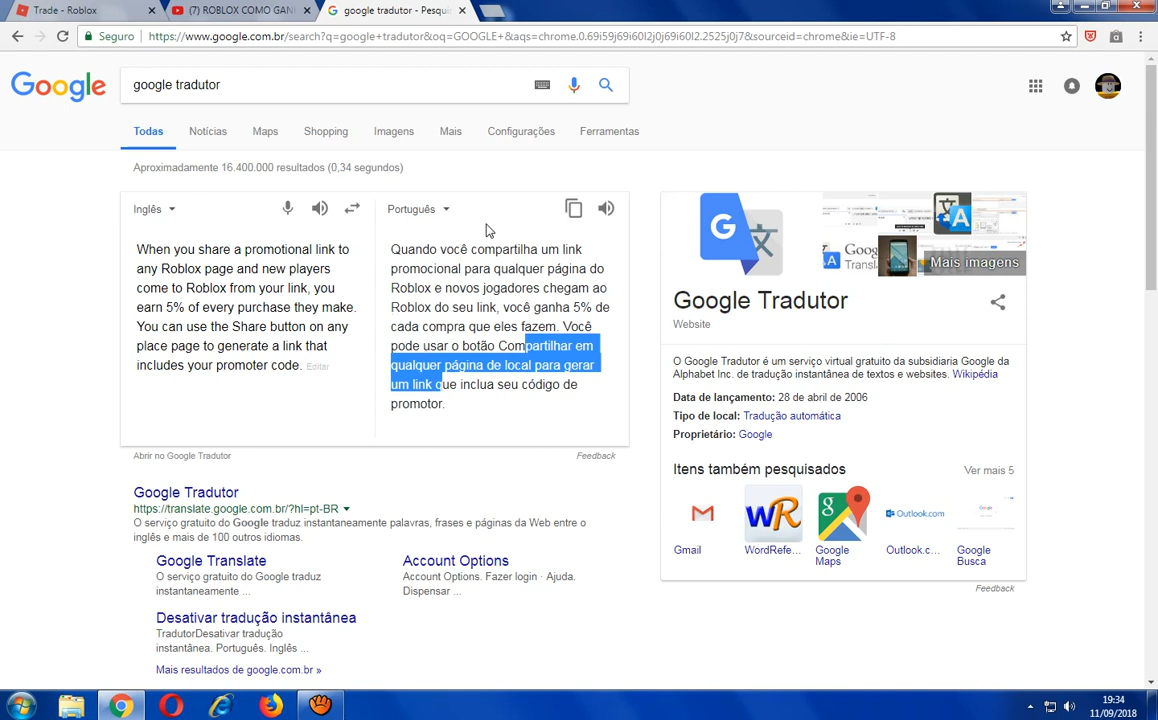 Trade - Roblox
(7) ROBLOX COMO GAN
google tradutor - Pesqui
Seguro
https://www.google.com.br/search?q=google+tradutor&oq=GOOGLE+&aqs=chrome.0.69i59j69i60l2j0j69i60l2.2525j0j7&sourceid=chrome&ie=UTF-8
Google
google tradutor
Todas
Notícias
Maps
Shopping
Imagens
Mais
Configurações
Ferramentas
Aproximadamente 16.400.000 resultados (0,34 segundos)
Inglês
When you share a promotional link to
any Roblox page and new players
come to Roblox from your link, you
earn 5% of every purchase they make.
You can use the Share button on any
place page to generate a link that
includes your promoter code. Editar
Português
Quando você compartilha um link
promocional para qualquer página do
Roblox e novos jogadores chegam ao
Roblox do seu link, você ganha 5% de
cada compra que eles fazem. Você
pode usar o botão Compartilhar em
qualquer página de local para gerar
um link que inclua seu código de
promotor.
Abrir no Google Tradutor
Feedback
Google Tradutor
https://translate.google.com.br/?hl=pt-BR
O serviço gratuito do Google traduz instantaneamente palavras, frases e páginas da Web entre o
inglês e mais de 100 outros idiomas.
Google Translate
O serviço gratuito do Google traduz
instantaneamente ...
Account Options
Account Options. Fazer login · Ajuda.
Dispensar ...
Desativar tradução instantânea
TradutorDesativar tradução
instantânea. Português. Inglês ...
Mais resultados de google.com.br »
Mais imagens
Google Tradutor
Website
O Google Tradutor é um serviço virtual gratuito da subsidiaria Google da
Alphabet Inc. de tradução instantânea de textos e websites. Wikipédia
Data de lançamento: 28 de abril de 2006
Tipo de local: Tradução automática
Proprietário: Google
Itens também pesquisados
Ver mais 5
Gmail
WordRefe...
Google
Maps
Outlook.com
Outlook.c...
Google
Busca
Feedback
19:34
11/09/2018